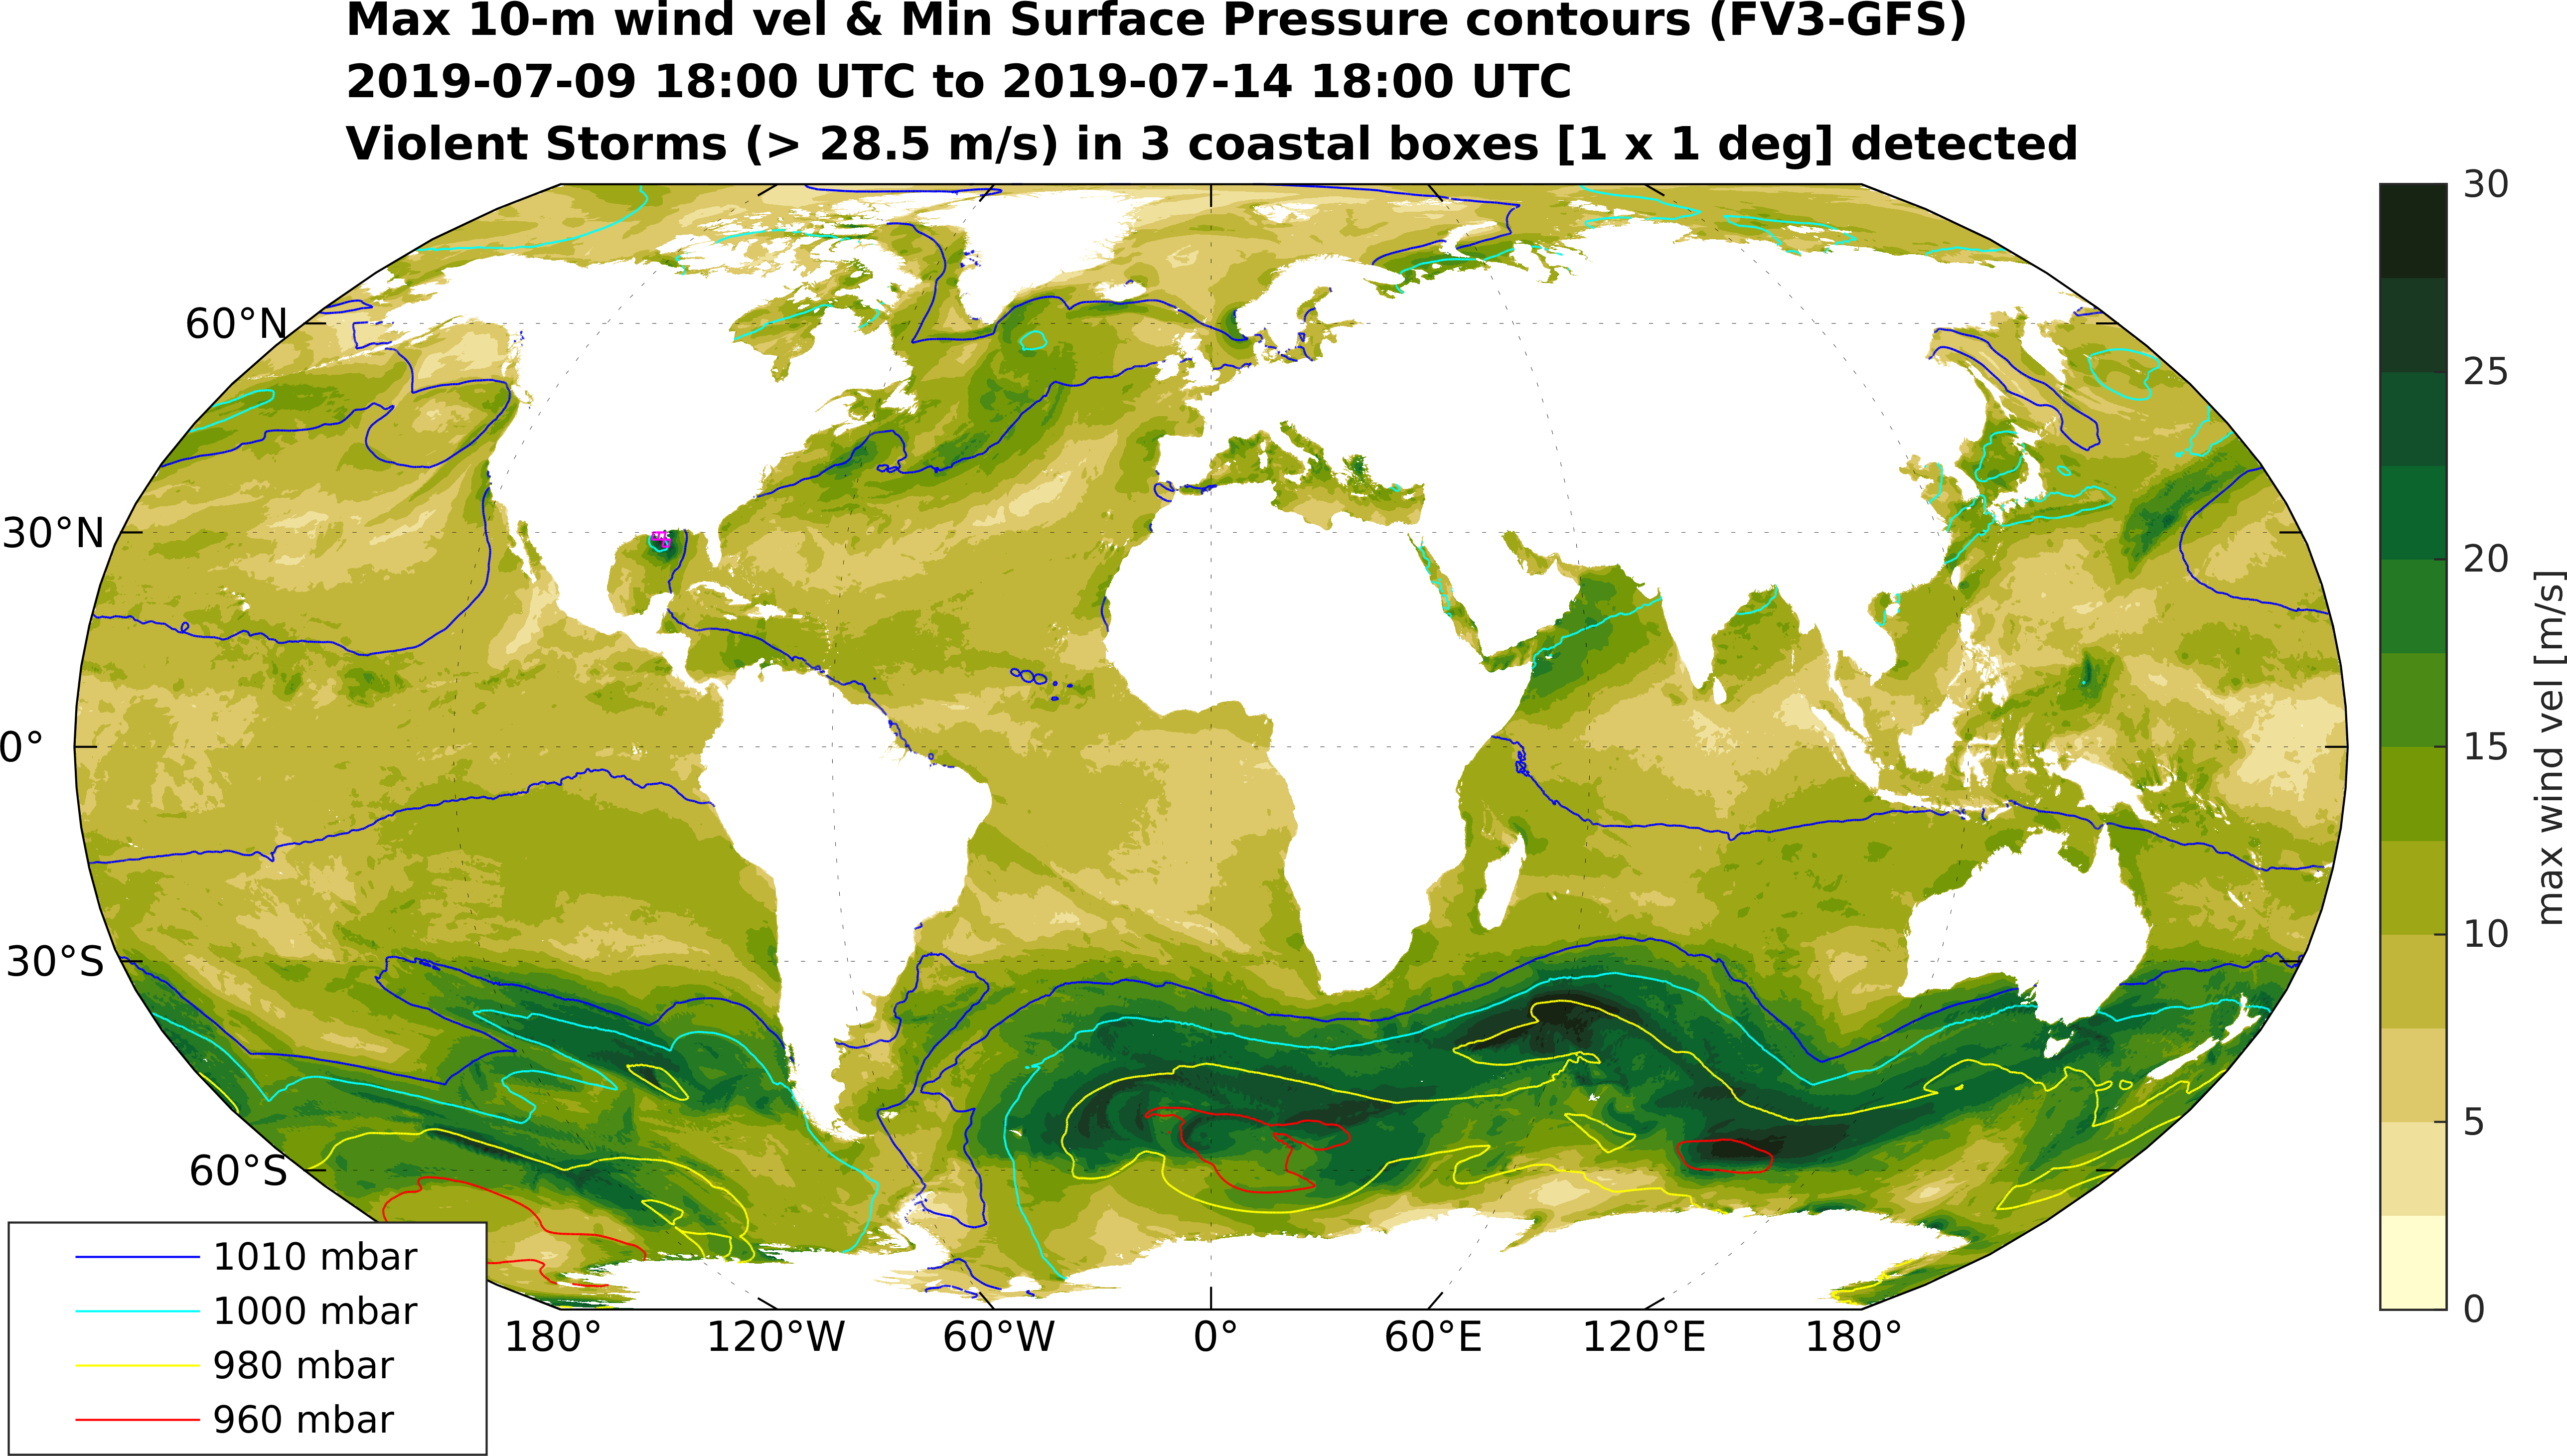 Max 10-m wind vel & Min Surface Pressure contours (FV3-GFS)
2019-07-09 18:00 UTC to 2019-07-14 18:00 UTC
Violent Storms (> 28.5 m/s) in 3 coastal boxes [1 x 1 deg] detected
60°N
30°N
0°
30°S
60°S
180°
120°W
60°W
0°
60°E
120°E
180°
30
25
20
15
10
5
0
max wind vel [m/s]
1010 mbar
1000 mbar
980 mbar
960 mbar